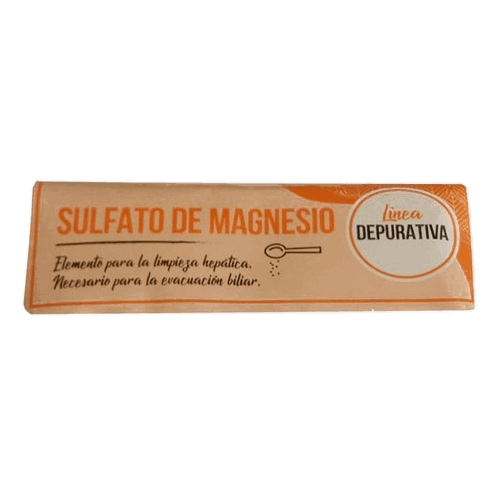 SULFATO DE MAGNESIO
Elemento para la limpieza hepática.
Necesario para la evacuación biliar.
Línea
DEPURATIVA